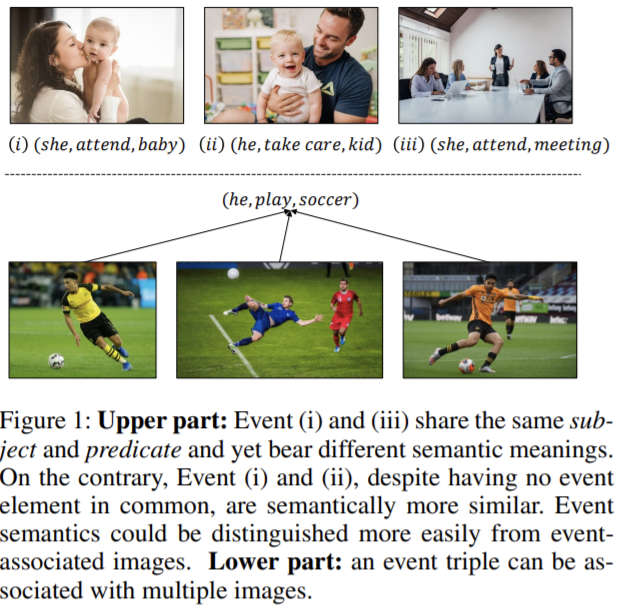 (i) (she, attend, baby) (ii) (he, take care, kid) (iii) (she, attend, meeting)
(he, play, soccer)
Figure 1: Upper part: Event (i) and (iii) share the same sub-
ject and predicate and yet bear different semantic meanings.
On the contrary, Event (i) and (ii), despite having no event
element in common, are semantically more similar. Event
semantics could be distinguished more easily from event-
associated images. Lower part: an event triple can be as-
sociated with multiple images.